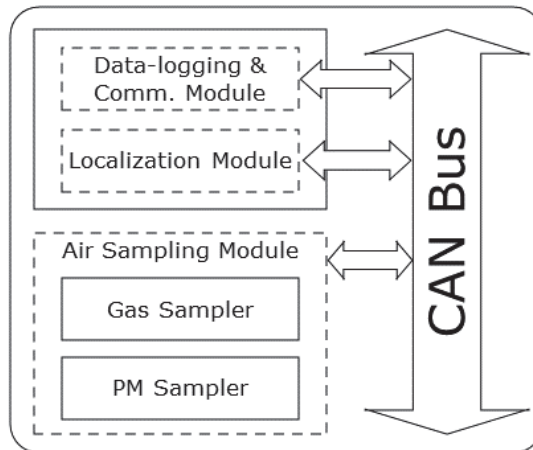 Data-logging &
Comm. Module
Localization Module
Air Sampling Module
Gas Sampler
PM Sampler
CAN Bus